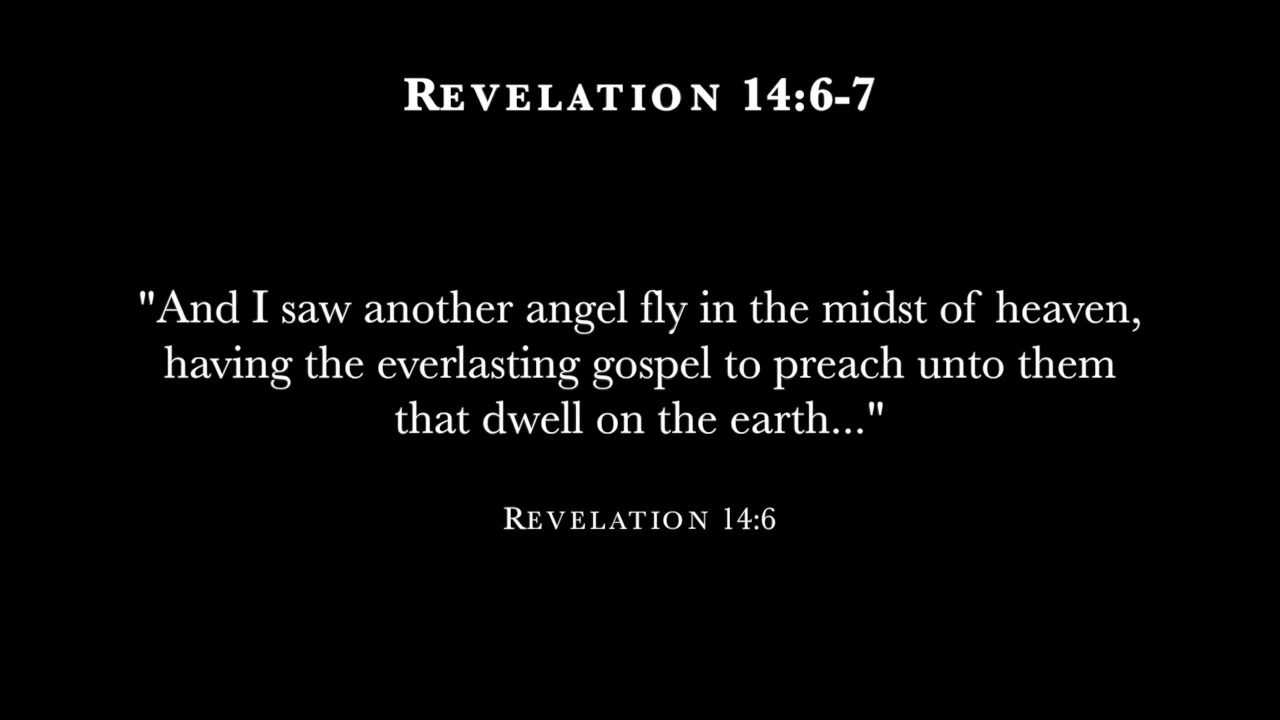 REVELATION 14:6-7
"And I saw another angel fly in the midst of heaven,
having the everlasting gospel to preach unto them
that dwell on the earth..."
REVELATION 14:6